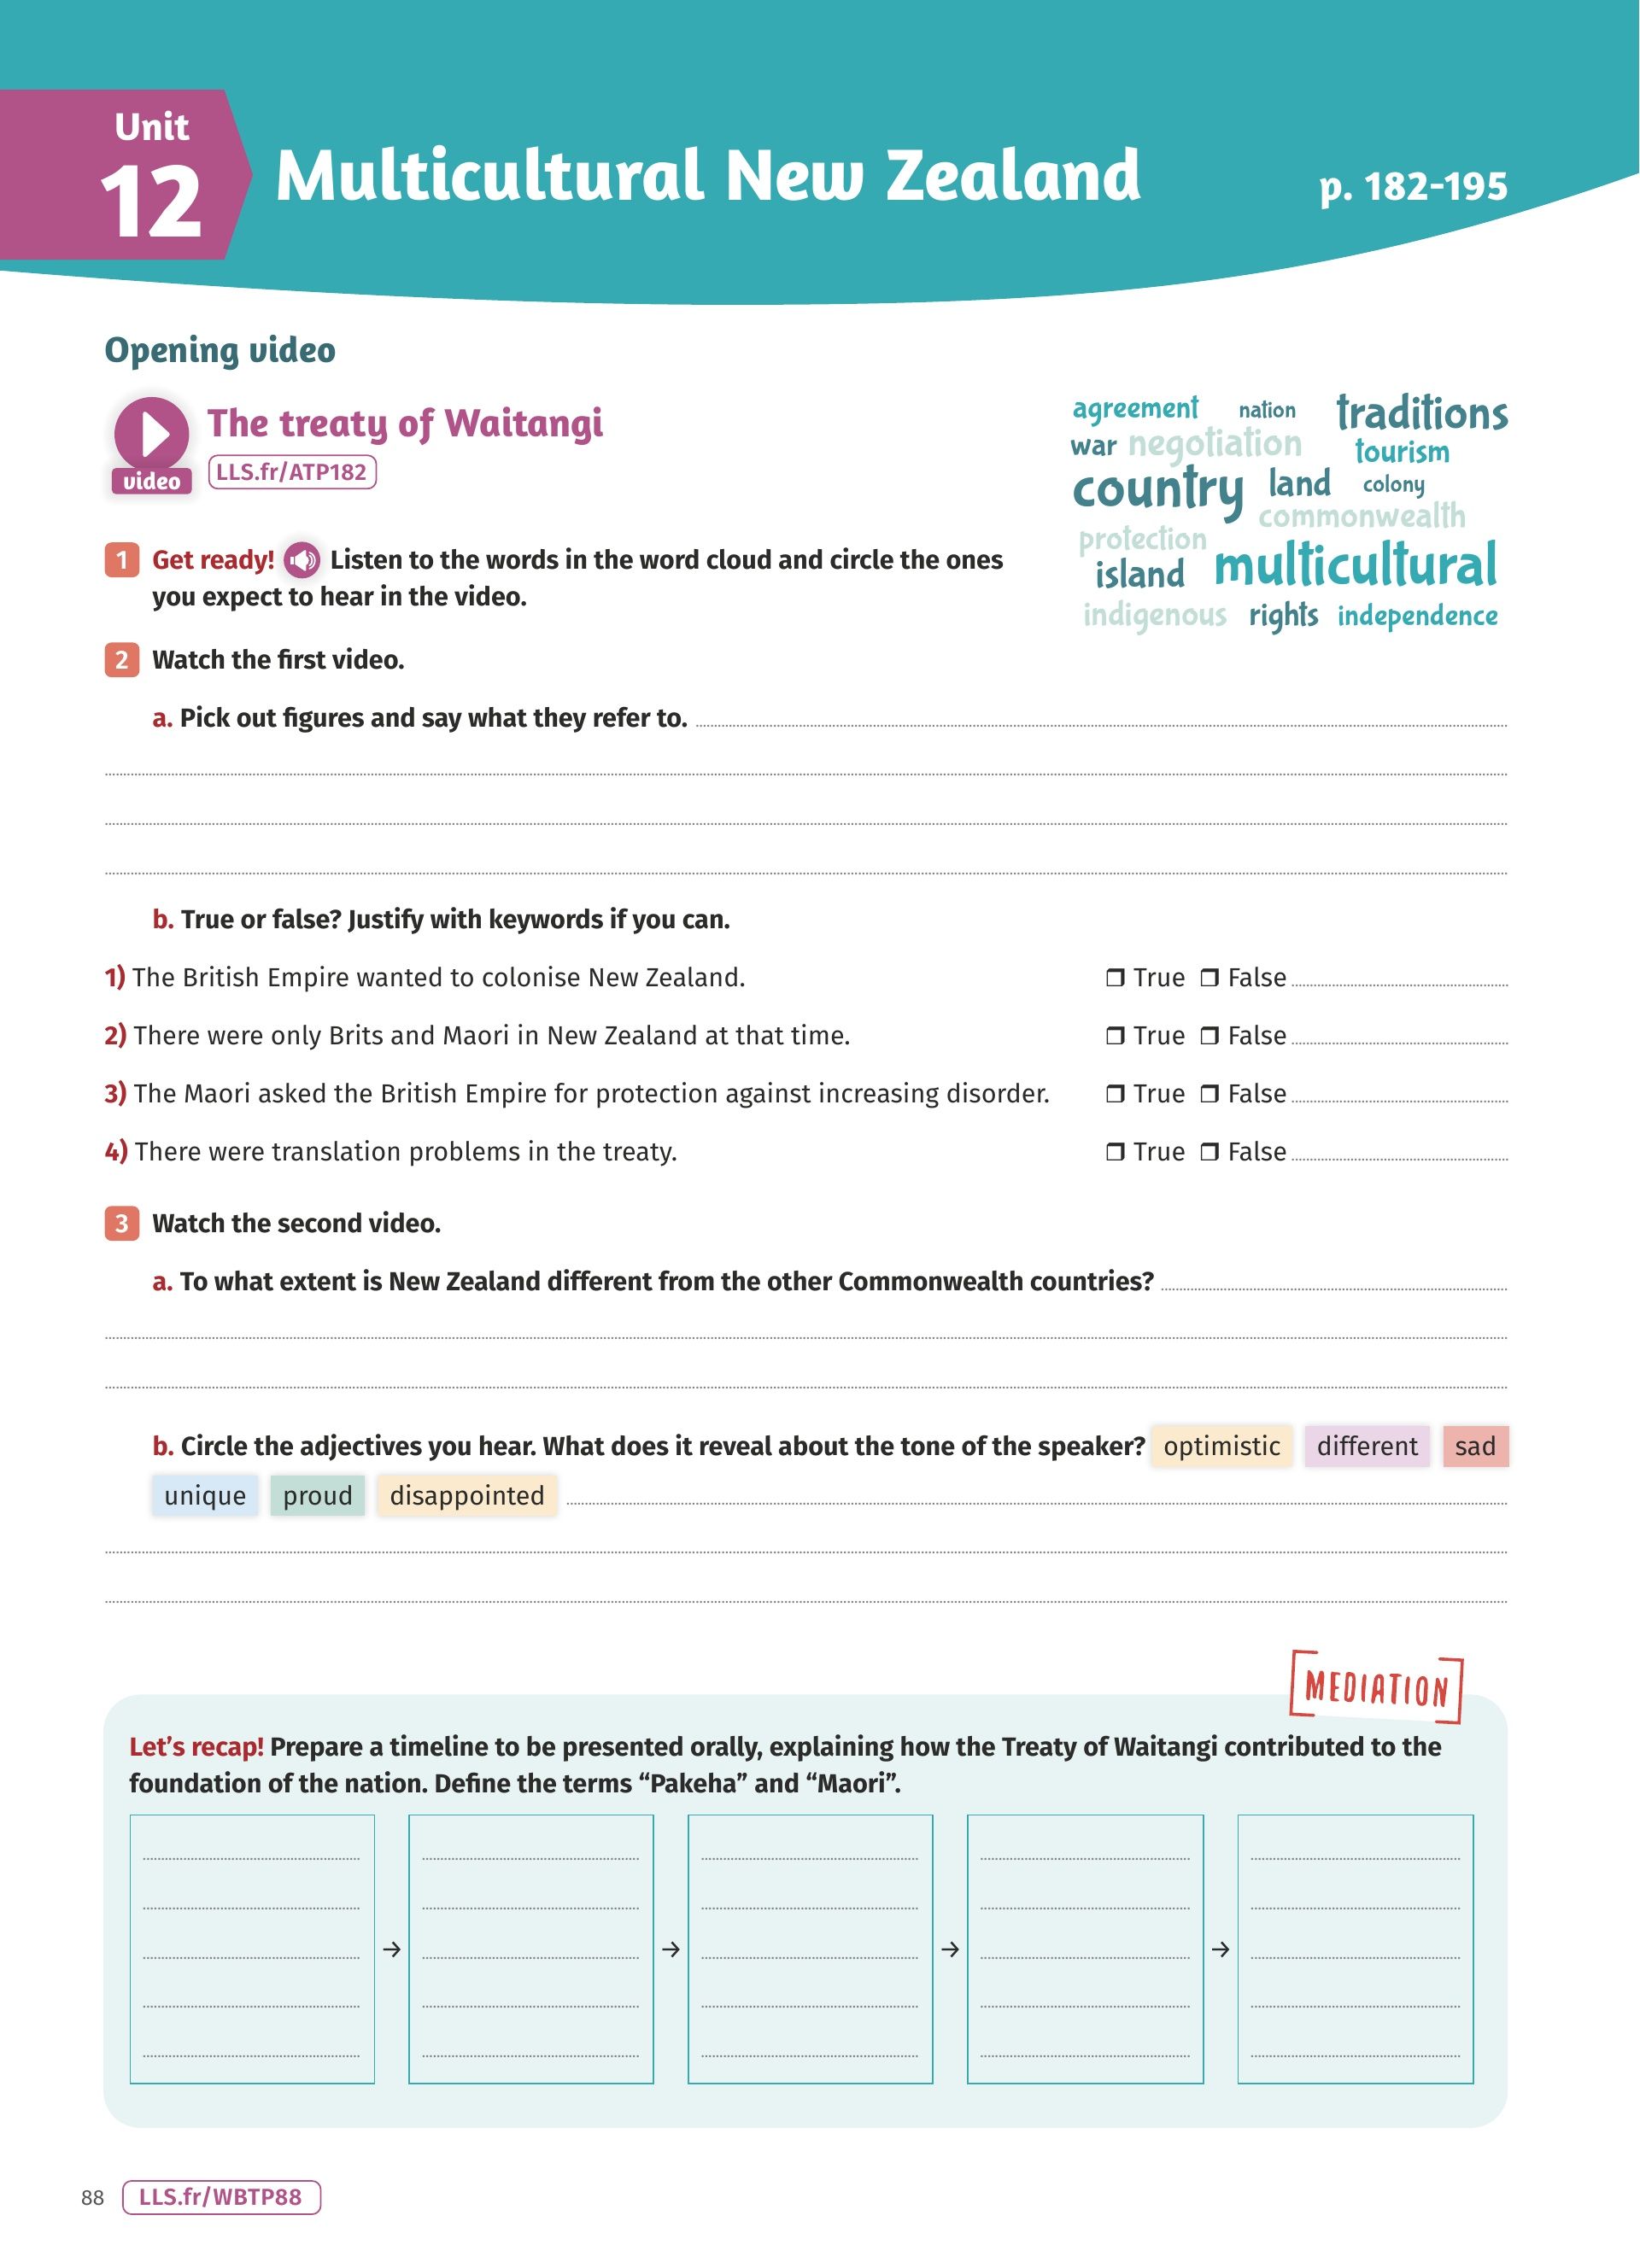 Unit
12
Multicultural New Zealand
p. 182-195
Opening video
The treaty of Waitangi
video
LLS.fr/ATP182
agreement nation traditions
war negotiation tourism
country land colony
commonwealth
protection
island multicultural
indigenous rights independence
1 Get ready! Listen to the words in the word cloud and circle the ones
you expect to hear in the video.
2 Watch the first video.
a. Pick out figures and say what they refer to.
b. True or false? Justify with keywords if you can.
1) The British Empire wanted to colonise New Zealand. ❒ True ❒ False
2) There were only Brits and Maori in New Zealand at that time. ❒ True ❒ False
3) The Maori asked the British Empire for protection against increasing disorder. ❒ True ❒ False
4) There were translation problems in the treaty. ❒ True ❒ False
3 Watch the second video.
a. To what extent is New Zealand different from the other Commonwealth countries?
b. Circle the adjectives you hear. What does it reveal about the tone of the speaker? optimistic different sad
unique proud disappointed
MEDIATION
Let's recap! Prepare a timeline to be presented orally, explaining how the Treaty of Waitangi contributed to the
foundation of the nation. Define the terms “Pakeha” and “Maori”.
→ → → →
88 LLS.fr/WBTP88